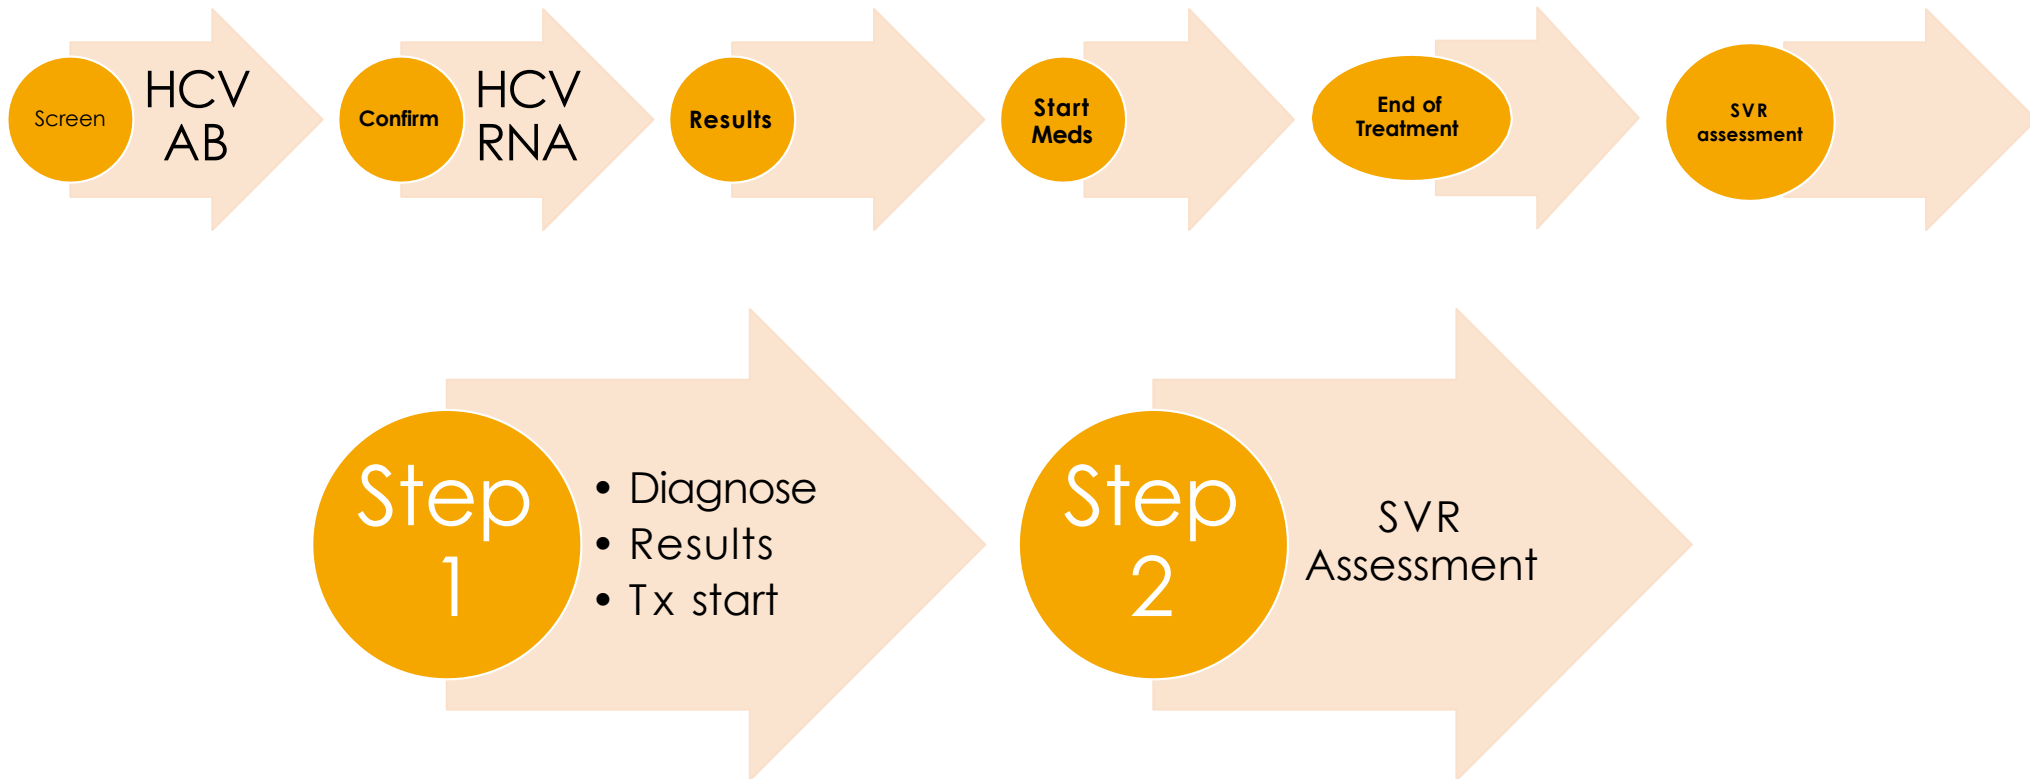 Screen
HCV
AB
Confirm
HCV
RNA
Results
Start
Meds
End of
Treatment
SVR
assessment
Step
1
• Diagnose
• Results
• Tx start
Step
2
SVR
Assessment